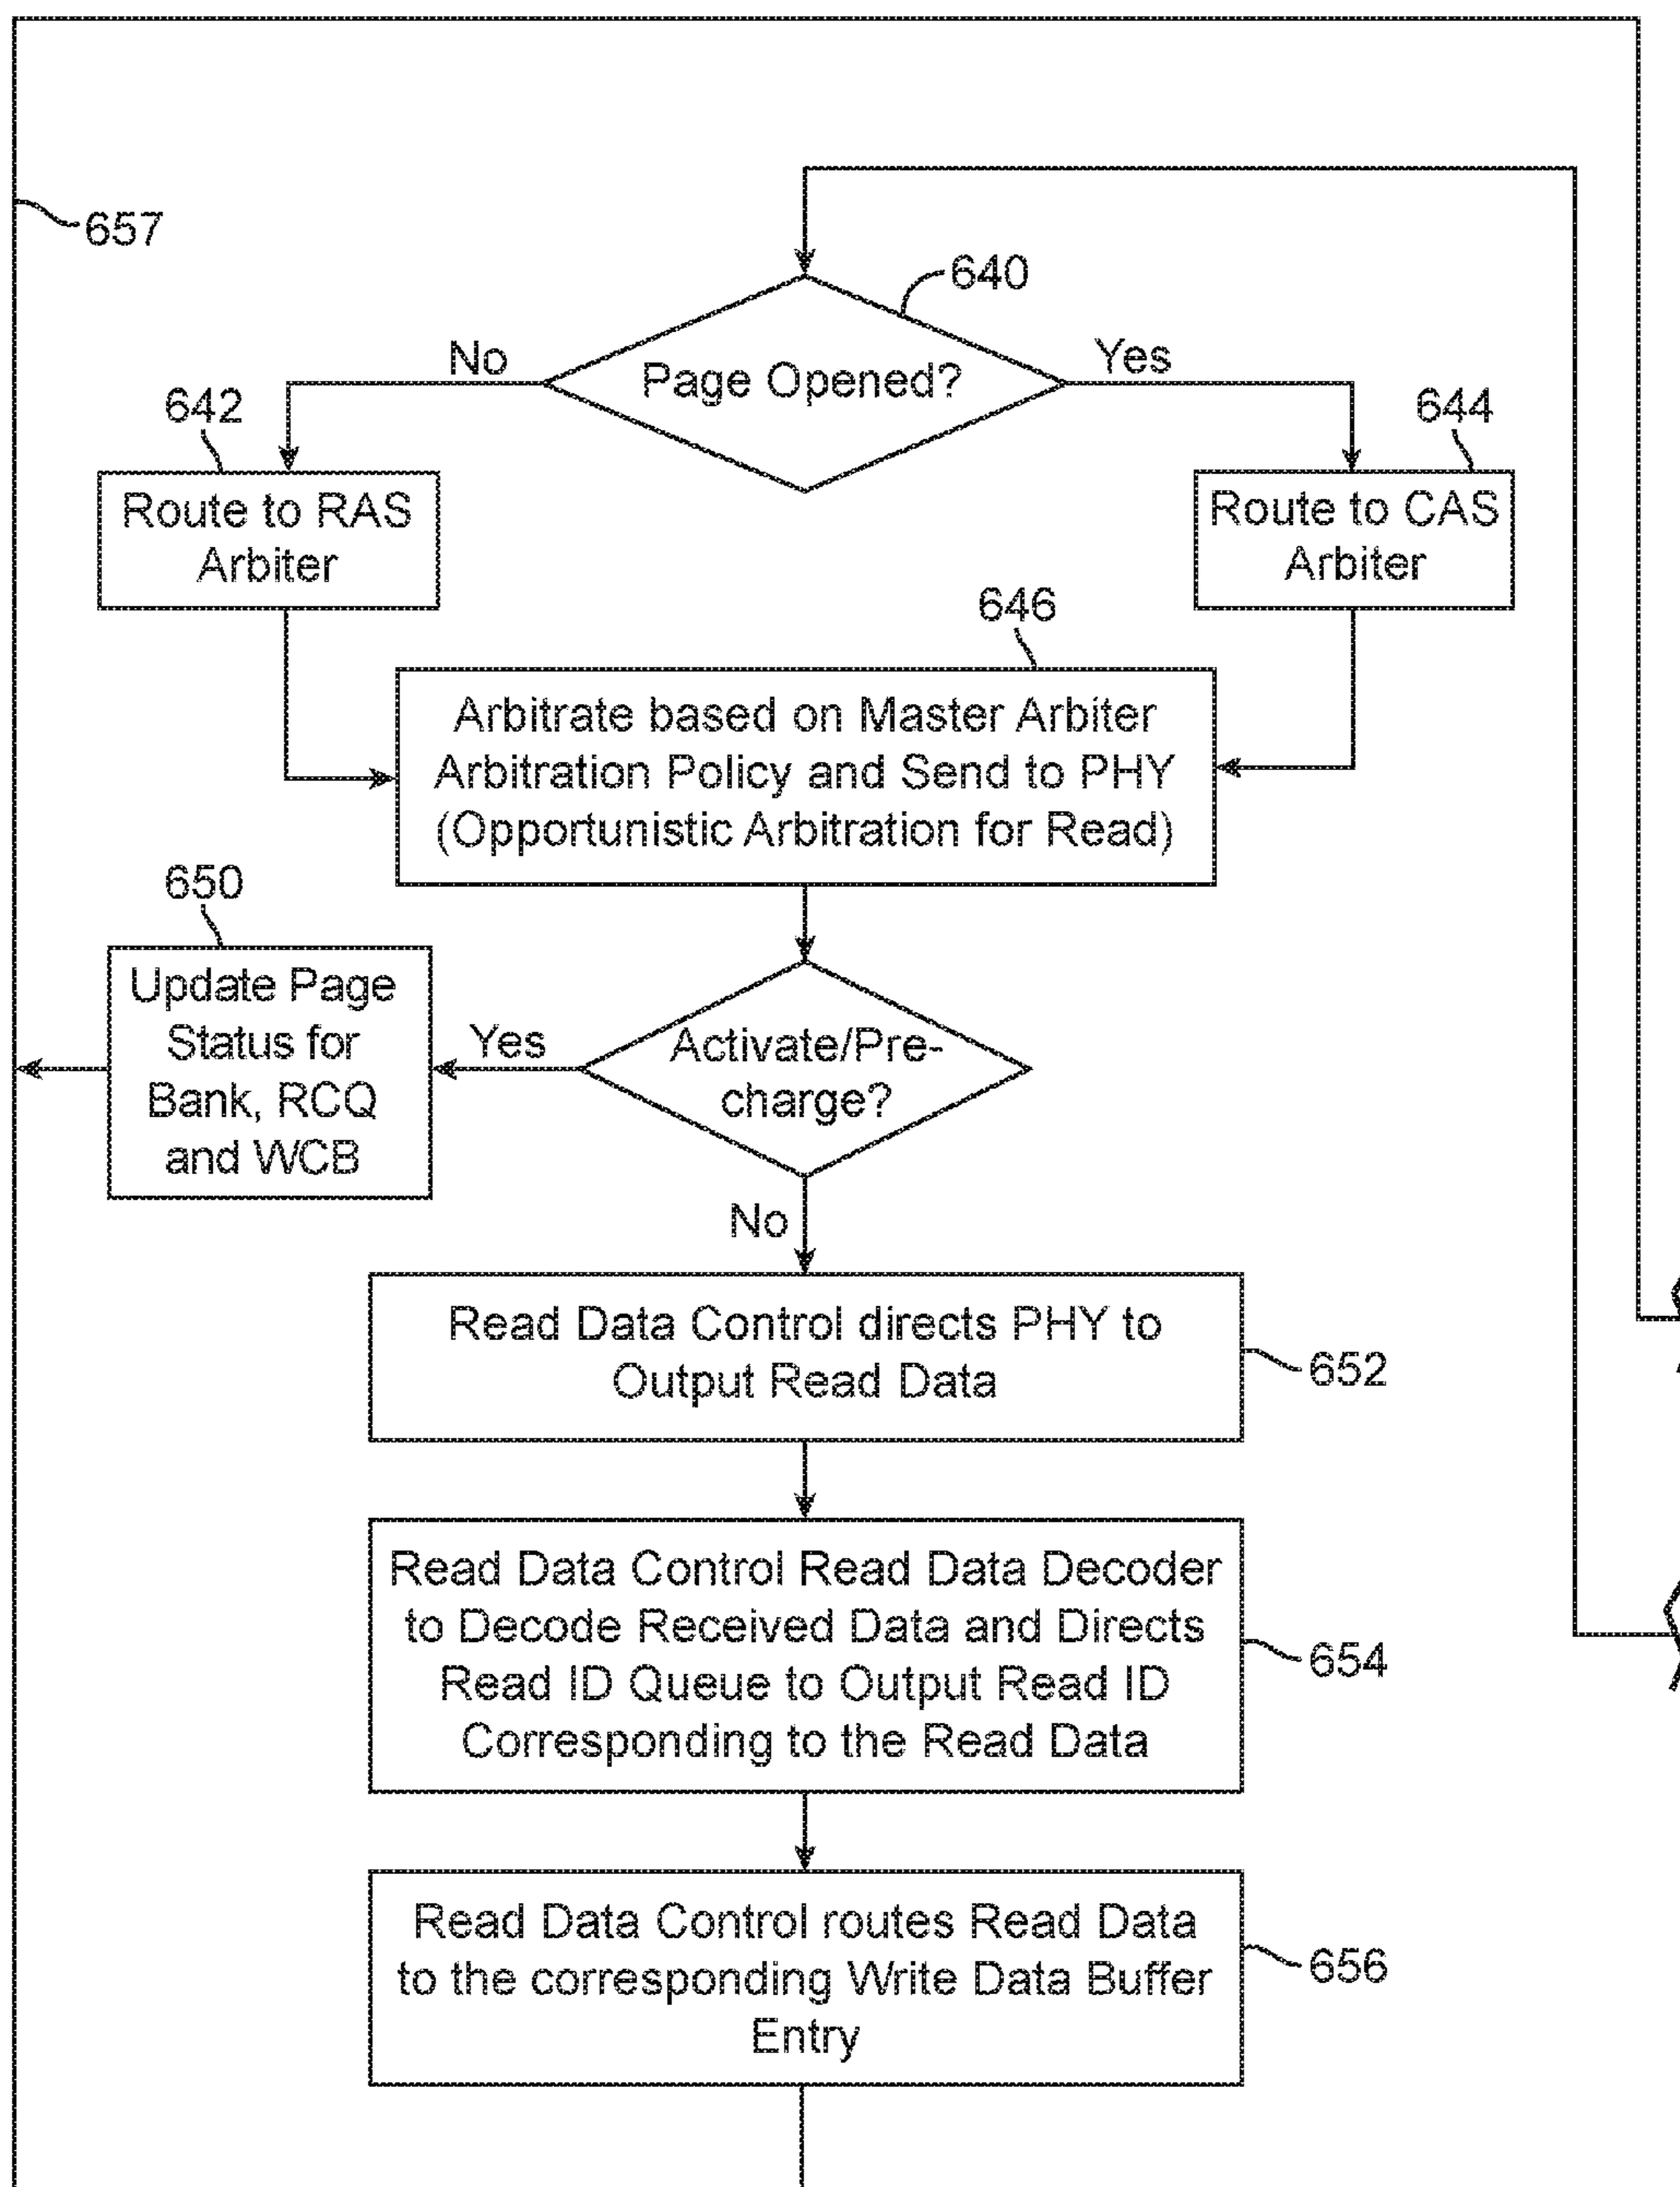 657
640
Page Opened?
No
Yes
642
644
Route to RAS
Arbiter
Route to CAS
Arbiter
646
Arbitrate based on Master Arbiter
Arbitration Policy and Send to PHY
(Opportunistic Arbitration for Read)
650
Update Page
Status for
Bank, RCQ
and WCB
Yes
Activate/Pre-
charge?
No
Read Data Control directs PHY to
Output Read Data
652
Read Data Control Read Data Decoder
to Decode Received Data and Directs
Read ID Queue to Output Read ID
Corresponding to the Read Data
654
Read Data Control routes Read Data
to the corresponding Write Data Buffer
Entry
656